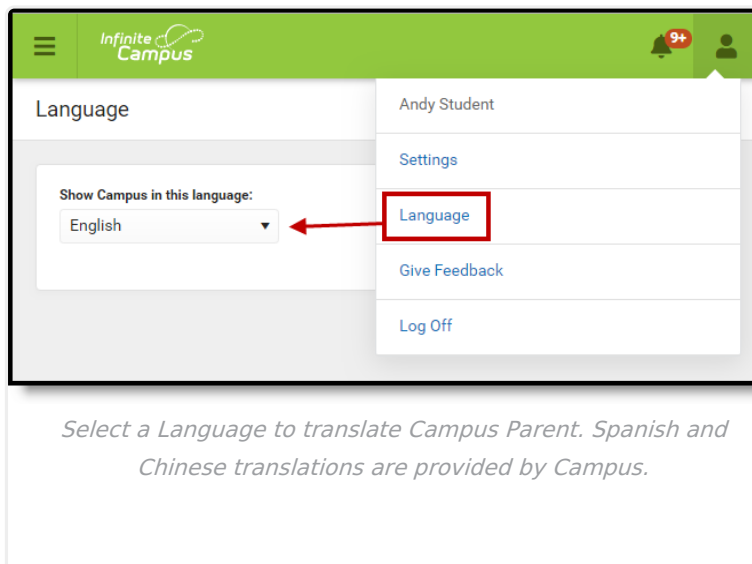 Infinite
Campus
9+
Language
Andy Student
Settings
Show Campus in this language:
English
Language
Give Feedback
Log Off
Select a Language to translate Campus Parent. Spanish and
Chinese translations are provided by Campus.